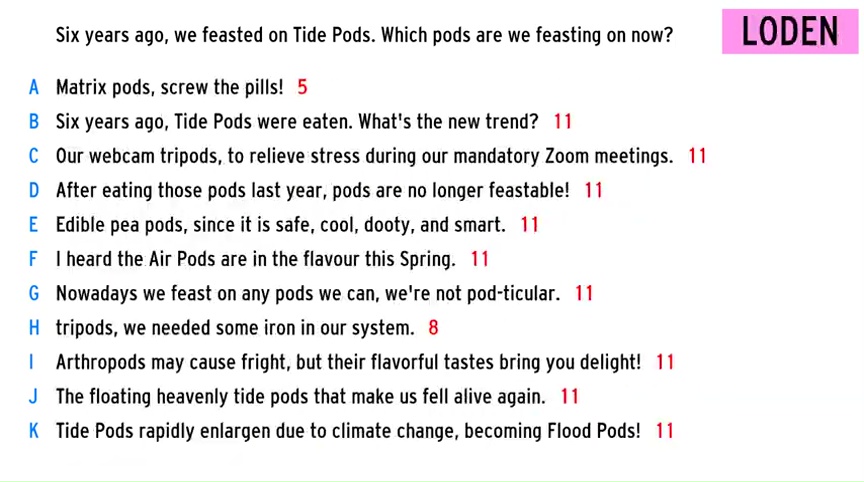 Six years ago, we feasted on Tide Pods. Which pods are we feasting on now?
LODEN
A Matrix pods, screw the pills! 5
B Six years ago, Tide Pods were eaten. What's the new trend? 11
C Our webcam tripods, to relieve stress during our mandatory Zoom meetings. 11
D After eating those pods last year, pods are no longer feastable! 11
E Edible pea pods, since it is safe, cool, dooty, and smart. 11
F I heard the Air Pods are in the flavour this Spring. 11
G Nowadays we feast on any pods we can, we're not pod-ticular. 11
H tripods, we needed some iron in our system. 8
I Arthropods may cause fright, but their flavorful tastes bring you delight! 11
J The floating heavenly tide pods that make us fell alive again. 11
K Tide Pods rapidly enlargen due to climate change, becoming Flood Pods! 11